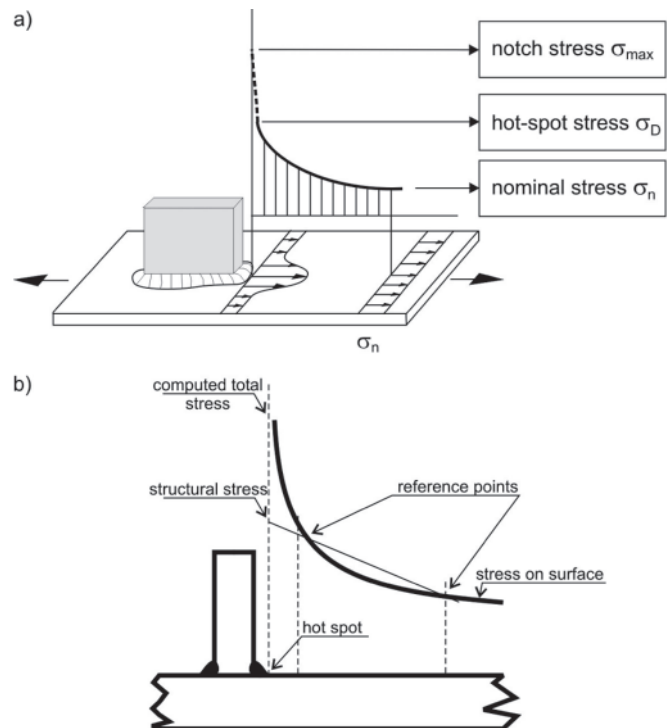 a)
notch stress σmax
hot-spot stress σD
nominal stress σn
σn
b)
computed total
stress
structural stress
reference points
stress on surface
hot spot